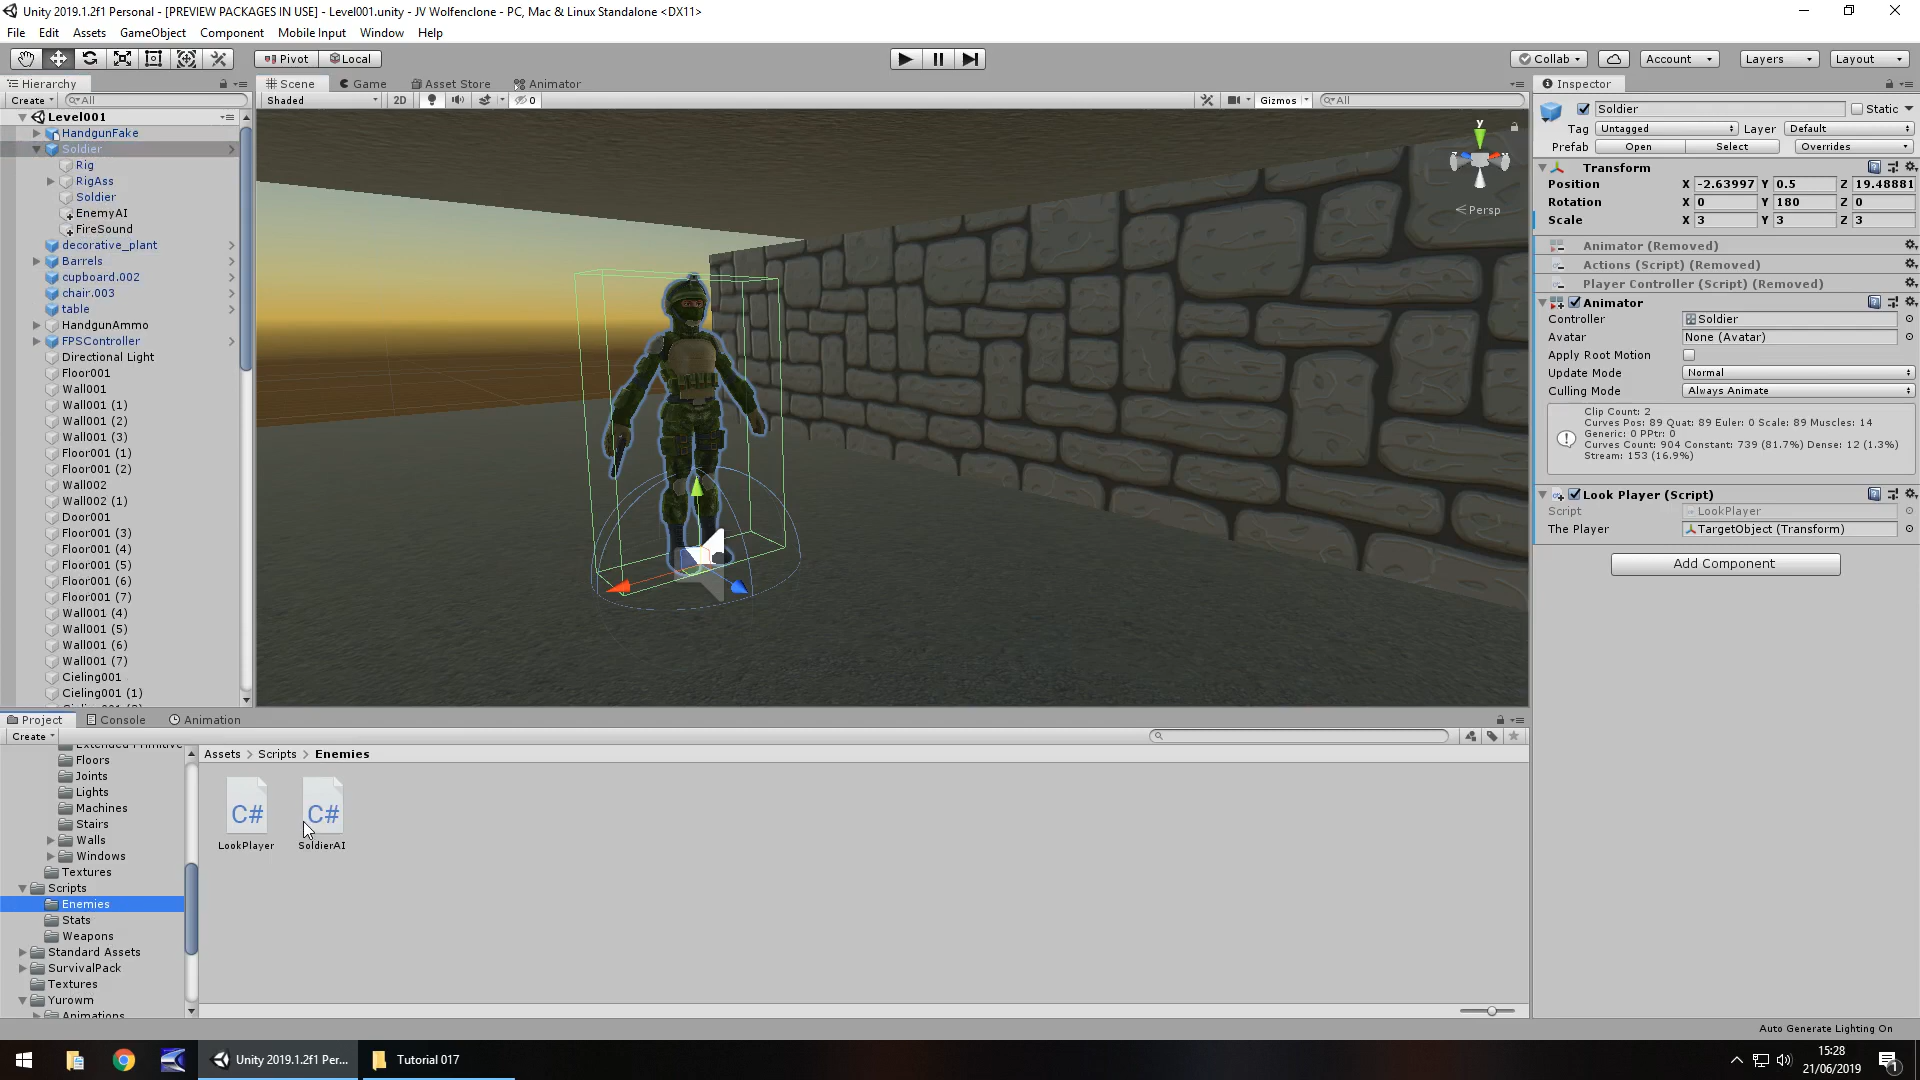 Unity 2019.1.2f1 Personal - [PREVIEW PACKAGES IN USE] - Level001.unity - JV Wolfenclone - PC, Mac & Linux Standalone <DX11>
File Edit Assets GameObject Component Mobile Input Window Help
Pivot Local Collab Account Layers Layout
Hierarchy Scene Game Asset Store Animator Inspector
Create All Shaded 2D 0 Gizmos All
Level001
HandgunFake
Soldier
Rig
RigAss
Soldier
EnemyAI
FireSound
decorative_plant
Barrels
cupboard.002
chair.003
table
HandgunAmmo
FPSController
Directional Light
Floor001
Wall001
Wall001 (1)
Wall001 (2)
Wall001 (3)
Floor001 (1)
Floor001 (2)
Wall002
Wall002 (1)
Door001
Floor001 (3)
Floor001 (4)
Floor001 (5)
Floor001 (6)
Floor001 (7)
Wall001 (4)
Wall001 (5)
Wall001 (6)
Wall001 (7)
Cieling001
Cieling001 (1)
y
Persp
Soldier Static
Tag Untagged Layer Default
Prefab Open Select Overrides
Transform
Position X -2.63997 Y 0.5 Z 19.48881
Rotation X 0 Y 180 Z 0
Scale X 3 Y 3 Z 3
Animator (Removed)
Actions (Script) (Removed)
Player Controller (Script) (Removed)
Animator
Controller Soldier
Avatar None (Avatar)
Apply Root Motion
Update Mode Normal
Culling Mode Always Animate
Clip Count: 2
Curves Pos: 89 Quat: 89 Euler: 0 Scale: 89 Muscles: 14
Generic: 0 PPtr: 0
Curves Count: 904 Constant: 739 (81.7%) Dense: 12 (1.3%)
Stream: 153 (16.9%)
Look Player (Script)
Script LookPlayer
The Player TargetObject (Transform)
Add Component
Project Console Animation
Create
Floors
Joints
Lights
Machines
Stairs
Walls
Windows
Textures
Scripts
Enemies
Stats
Weapons
Standard Assets
SurvivalPack
Textures
Yurowm
Animations
Assets > Scripts > Enemies
C# C#
LookPlayer SoldierAI
Auto Generate Lighting On
Unity 2019.1.2f1 Per... Tutorial 017
15:28
21/06/2019
1